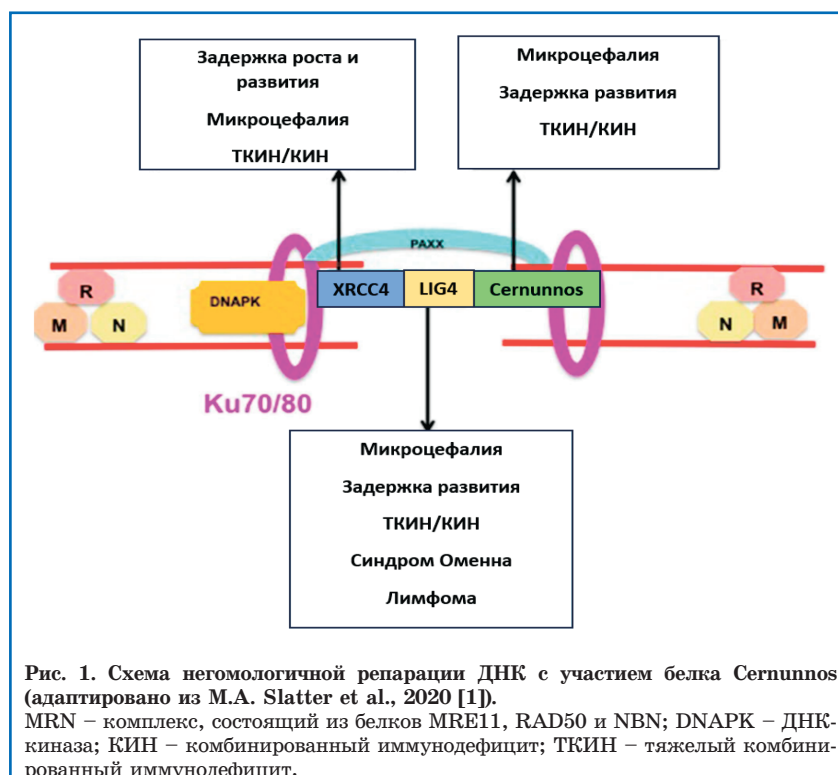 Задержка роста и
развития
Микроцефалия
ТКИН/КИН
Микроцефалия
Задержка развития
ТКИН/КИН
PAXX
R
M
N
DNAPK
XRCC4
LIG4
Cernunnos
R
N
M
Ku70/80
Микроцефалия
Задержка развития
ТКИН/КИН
Синдром Оменна
Лимфома
Рис. 1. Схема негомологичной репарации ДНК с участием белка Cernunnos
(адаптировано из M.A. Slatter et al., 2020 [1]).
MRN – комплекс, состоящий из белков MRE11, RAD50 и NBN; DNAPK – ДНК-
киназа; КИН – комбинированный иммунодефицит; ТКИН – тяжелый комбини-
рованный иммунодефицит.